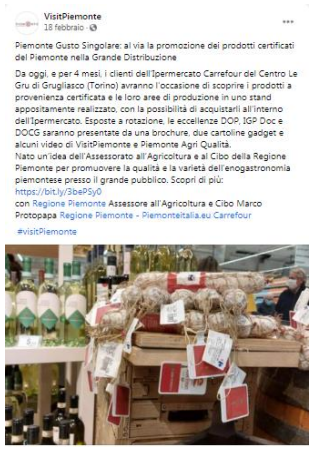 VisitPiemonte
18 febbraio ·
Piemonte Gusto Singolare: al via la promozione dei prodotti certificati
del Piemonte nella Grande Distribuzione
Da oggi, e per 4 mesi, i clienti dell'Ipermercato Carrefour del Centro Le
Gru di Grugliasco (Torino) avranno l'occasione di scoprire i prodotti a
provenienza certificata e le loro aree di produzione in uno stand
appositamente realizzato, con la possibilità di acquistarli all'interno
dell'Ipermercato. Esposte a rotazione, le eccellenze DOP, IGP Doc e
DOCG saranno presentate da una brochure, due cartoline gadget e
alcuni video di VisitPiemonte e Piemonte Agri Qualità.
Nato un'idea dell'Assessorato all'Agricoltura e al Cibo della Regione
Piemonte per promuovere la qualità e la varietà dell'enogastronomia
piemontese presso il grande pubblico. Scopri di più:
https://bit.ly/3bePSy0
con Regione Piemonte Assessore all'Agricoltura e Cibo Marco
Protopapa Regione Piemonte - Piemonteitalia.eu Carrefour
#visitPiemonte